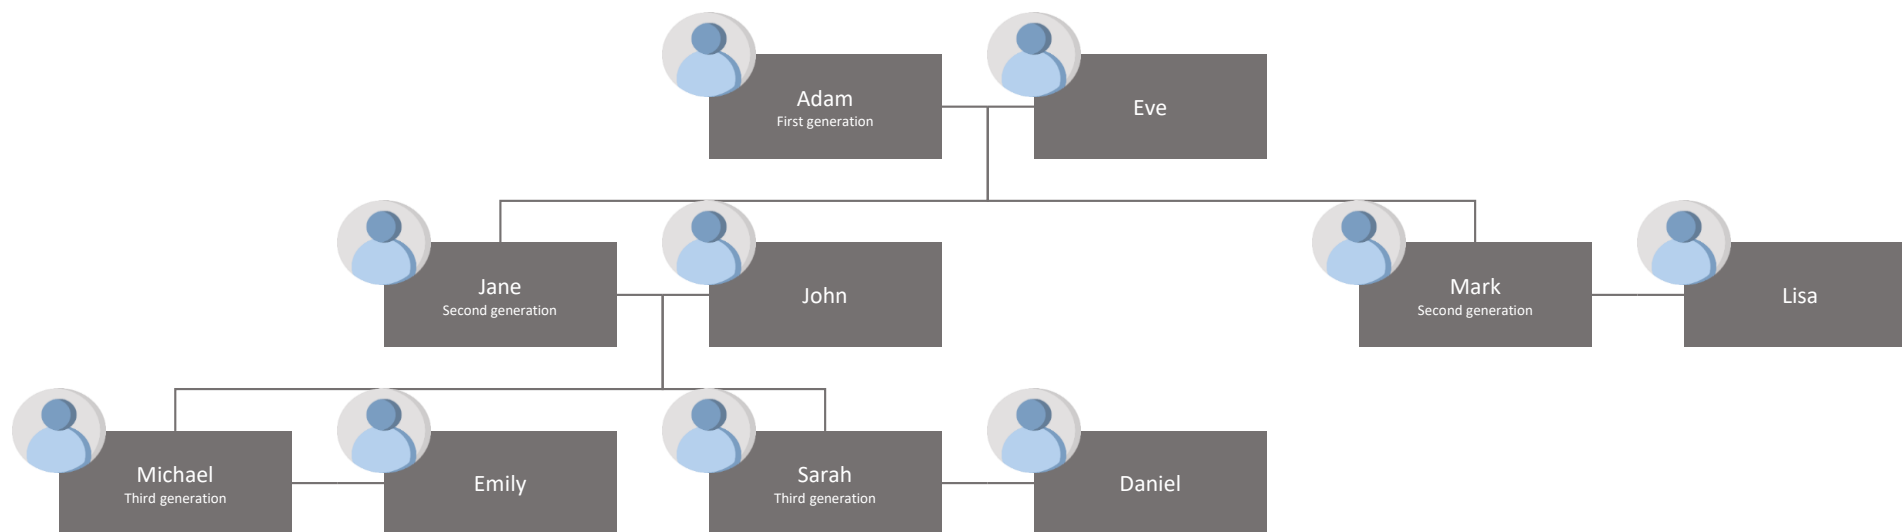 Adam
First generation
Eve
Jane
Second generation
John
Mark
Second generation
Lisa
Michael
Third generation
Emily
Sarah
Third generation
Daniel